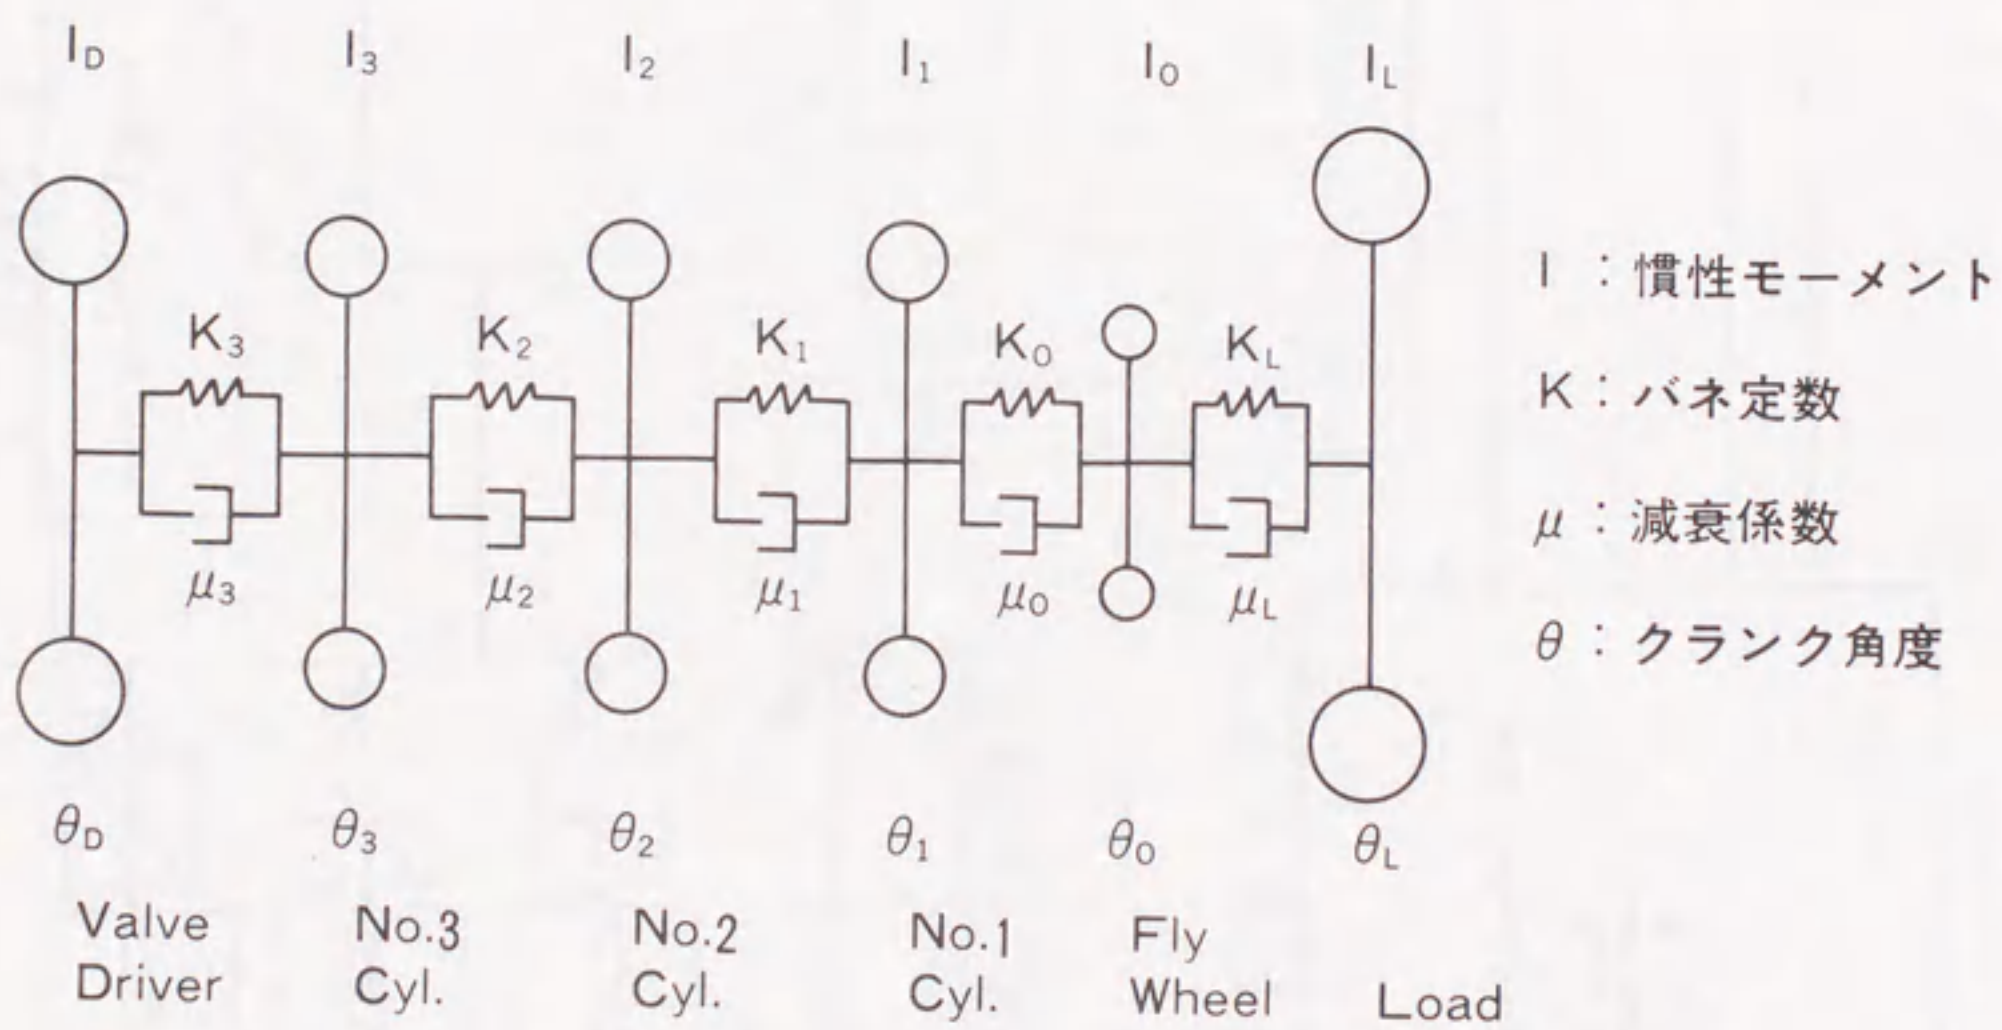 I_D I_3 I_2 I_1 I_0 I_L
K_3 K_2 K_1 K_0 K_L
μ_3 μ_2 μ_1 μ_0 μ_L
θ_D θ_3 θ_2 θ_1 θ_0 θ_L
Valve Driver
No.3 Cyl.
No.2 Cyl.
No.1 Cyl.
Fly Wheel
Load
I : 慣性モーメント
K : バネ定数
μ : 減衰係数
θ : クランク角度